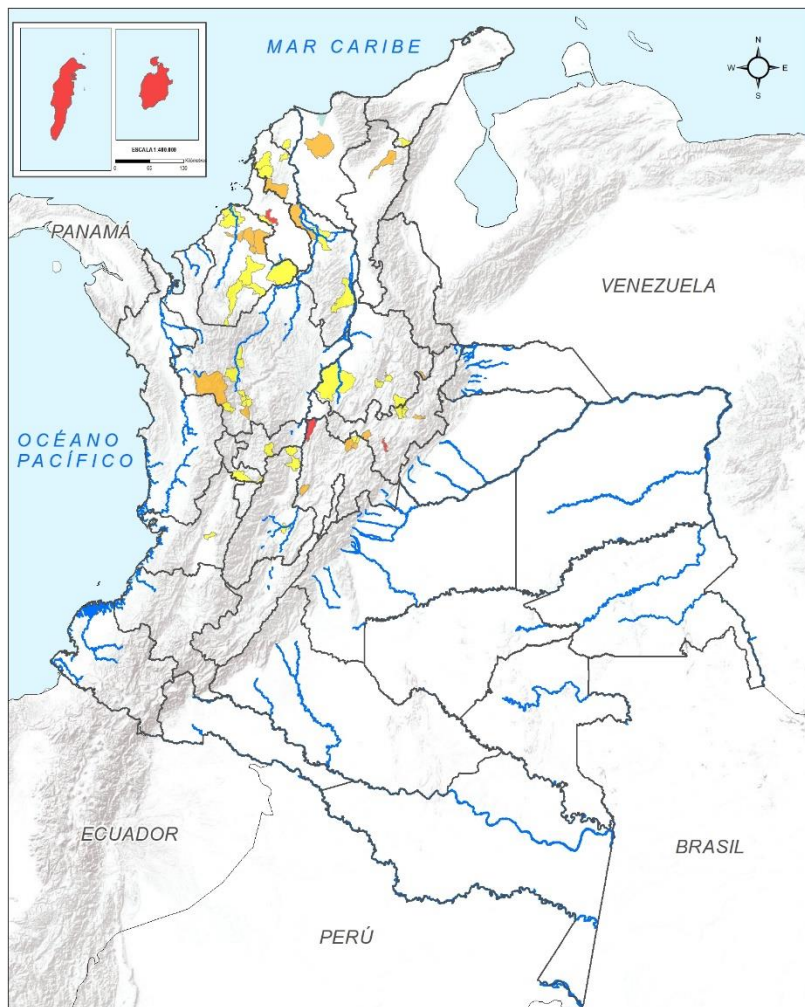 MAR CARIBE
N
W
E
S
ESCALA 1:400.000
PANAMÁ
VENEZUELA
OCÉANO
PACÍFICO
ECUADOR
BRASIL
PERÚ